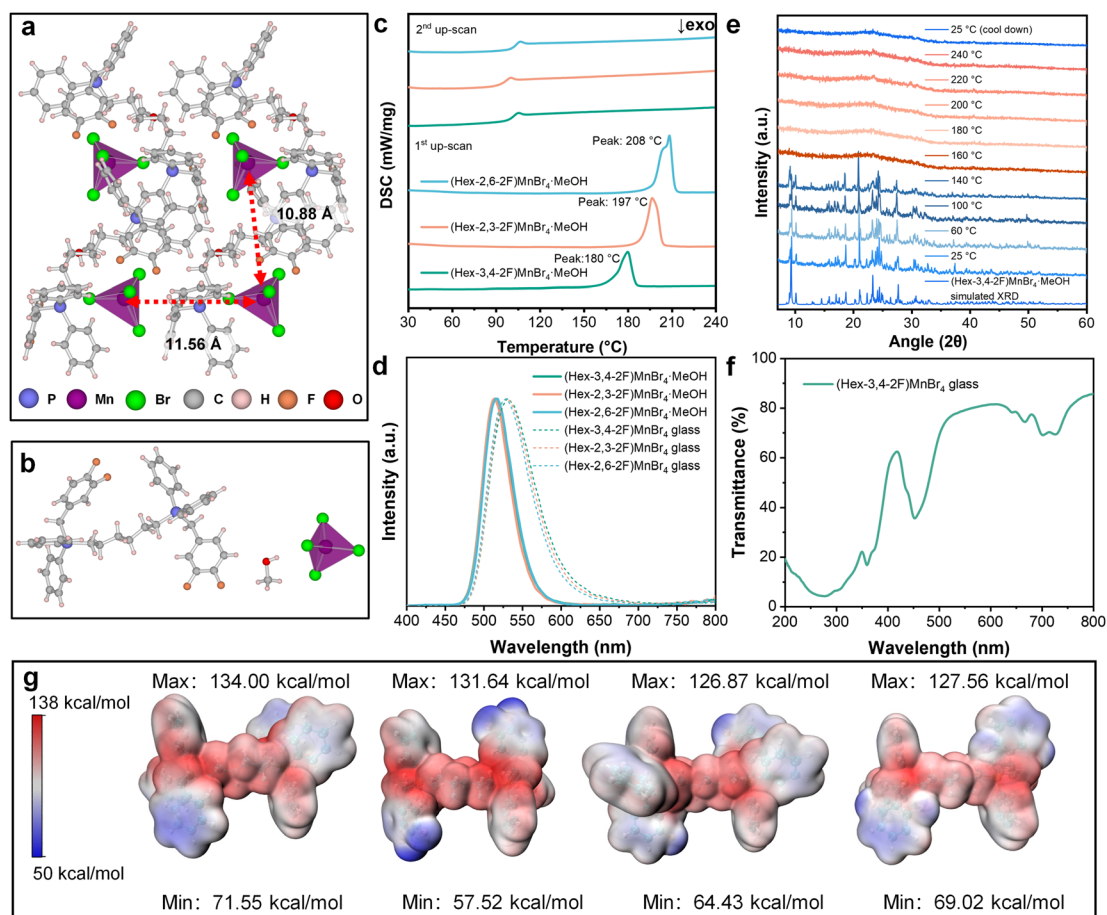 a
10.88 Å
11.56 Å
P Mn Br C H F O
b
c
2nd up-scan
↓exo
1st up-scan
Peak: 208 °C
(Hex-2,6-2F)MnBr4·MeOH
Peak: 197 °C
(Hex-2,3-2F)MnBr4·MeOH
Peak:180 °C
(Hex-3,4-2F)MnBr4·MeOH
DSC (mW/mg)
30 60 90 120 150 180 210 240
Temperature (°C)
d
(Hex-3,4-2F)MnBr4·MeOH
(Hex-2,3-2F)MnBr4·MeOH
(Hex-2,6-2F)MnBr4·MeOH
(Hex-3,4-2F)MnBr4 glass
(Hex-2,3-2F)MnBr4 glass
(Hex-2,6-2F)MnBr4 glass
Intensity (a.u.)
400 450 500 550 600 650 700 750 800
Wavelength (nm)
e
25 °C (cool down)
240 °C
220 °C
200 °C
180 °C
160 °C
140 °C
100 °C
60 °C
25 °C
(Hex-3,4-2F)MnBr4·MeOH
simulated XRD
Intensity (a.u.)
10 20 30 40 50 60
Angle (2θ)
f
(Hex-3,4-2F)MnBr4 glass
Transmittance (%)
100
80
60
40
20
0
200 300 400 500 600 700 800
Wavelength (nm)
g
138 kcal/mol
50 kcal/mol
Max: 134.00 kcal/mol
Max: 131.64 kcal/mol
Max: 126.87 kcal/mol
Max: 127.56 kcal/mol
Min: 71.55 kcal/mol
Min: 57.52 kcal/mol
Min: 64.43 kcal/mol
Min: 69.02 kcal/mol